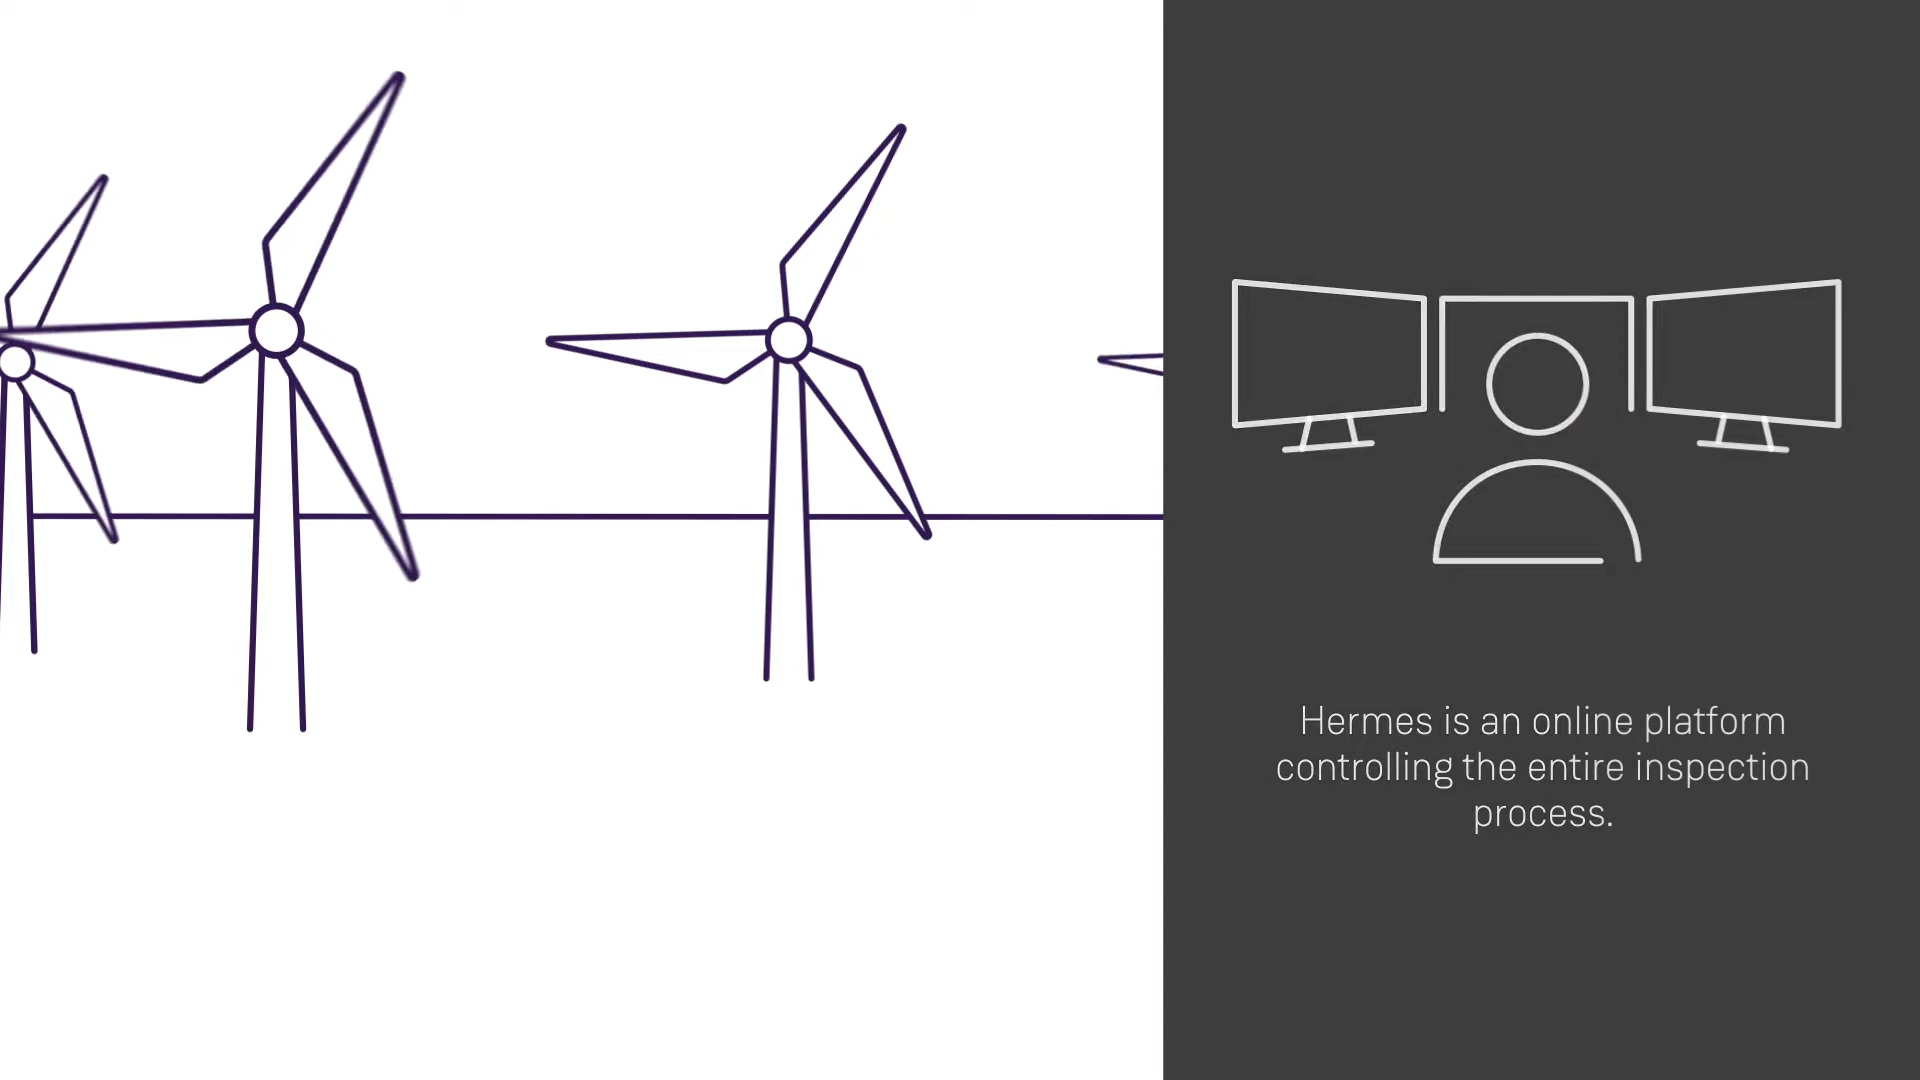 Hermes is an online platform
controlling the entire inspection
process.